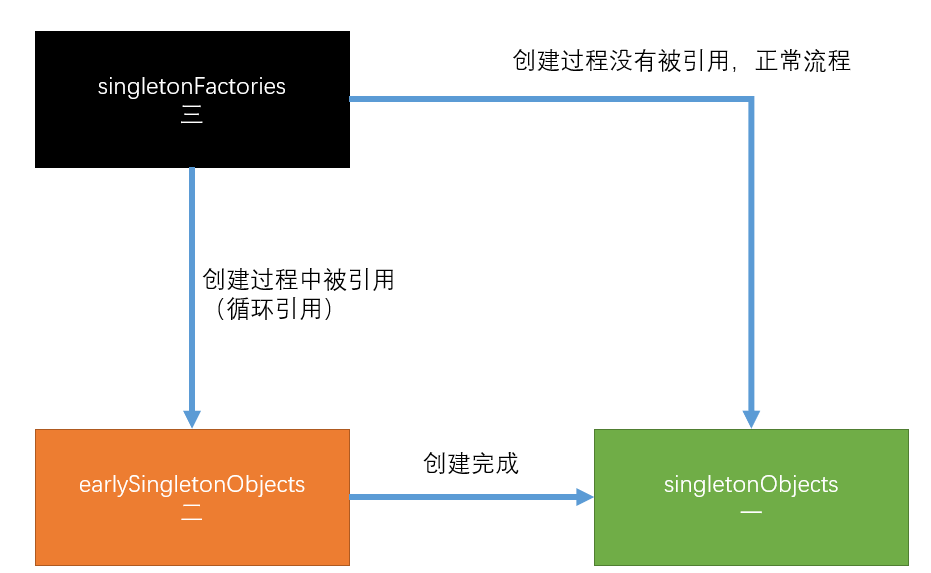 singletonFactories
三
创建过程没有被引用，正常流程
创建过程中被引用
（循环引用）
创建完成
earlySingletonObjects
二
singletonObjects
一